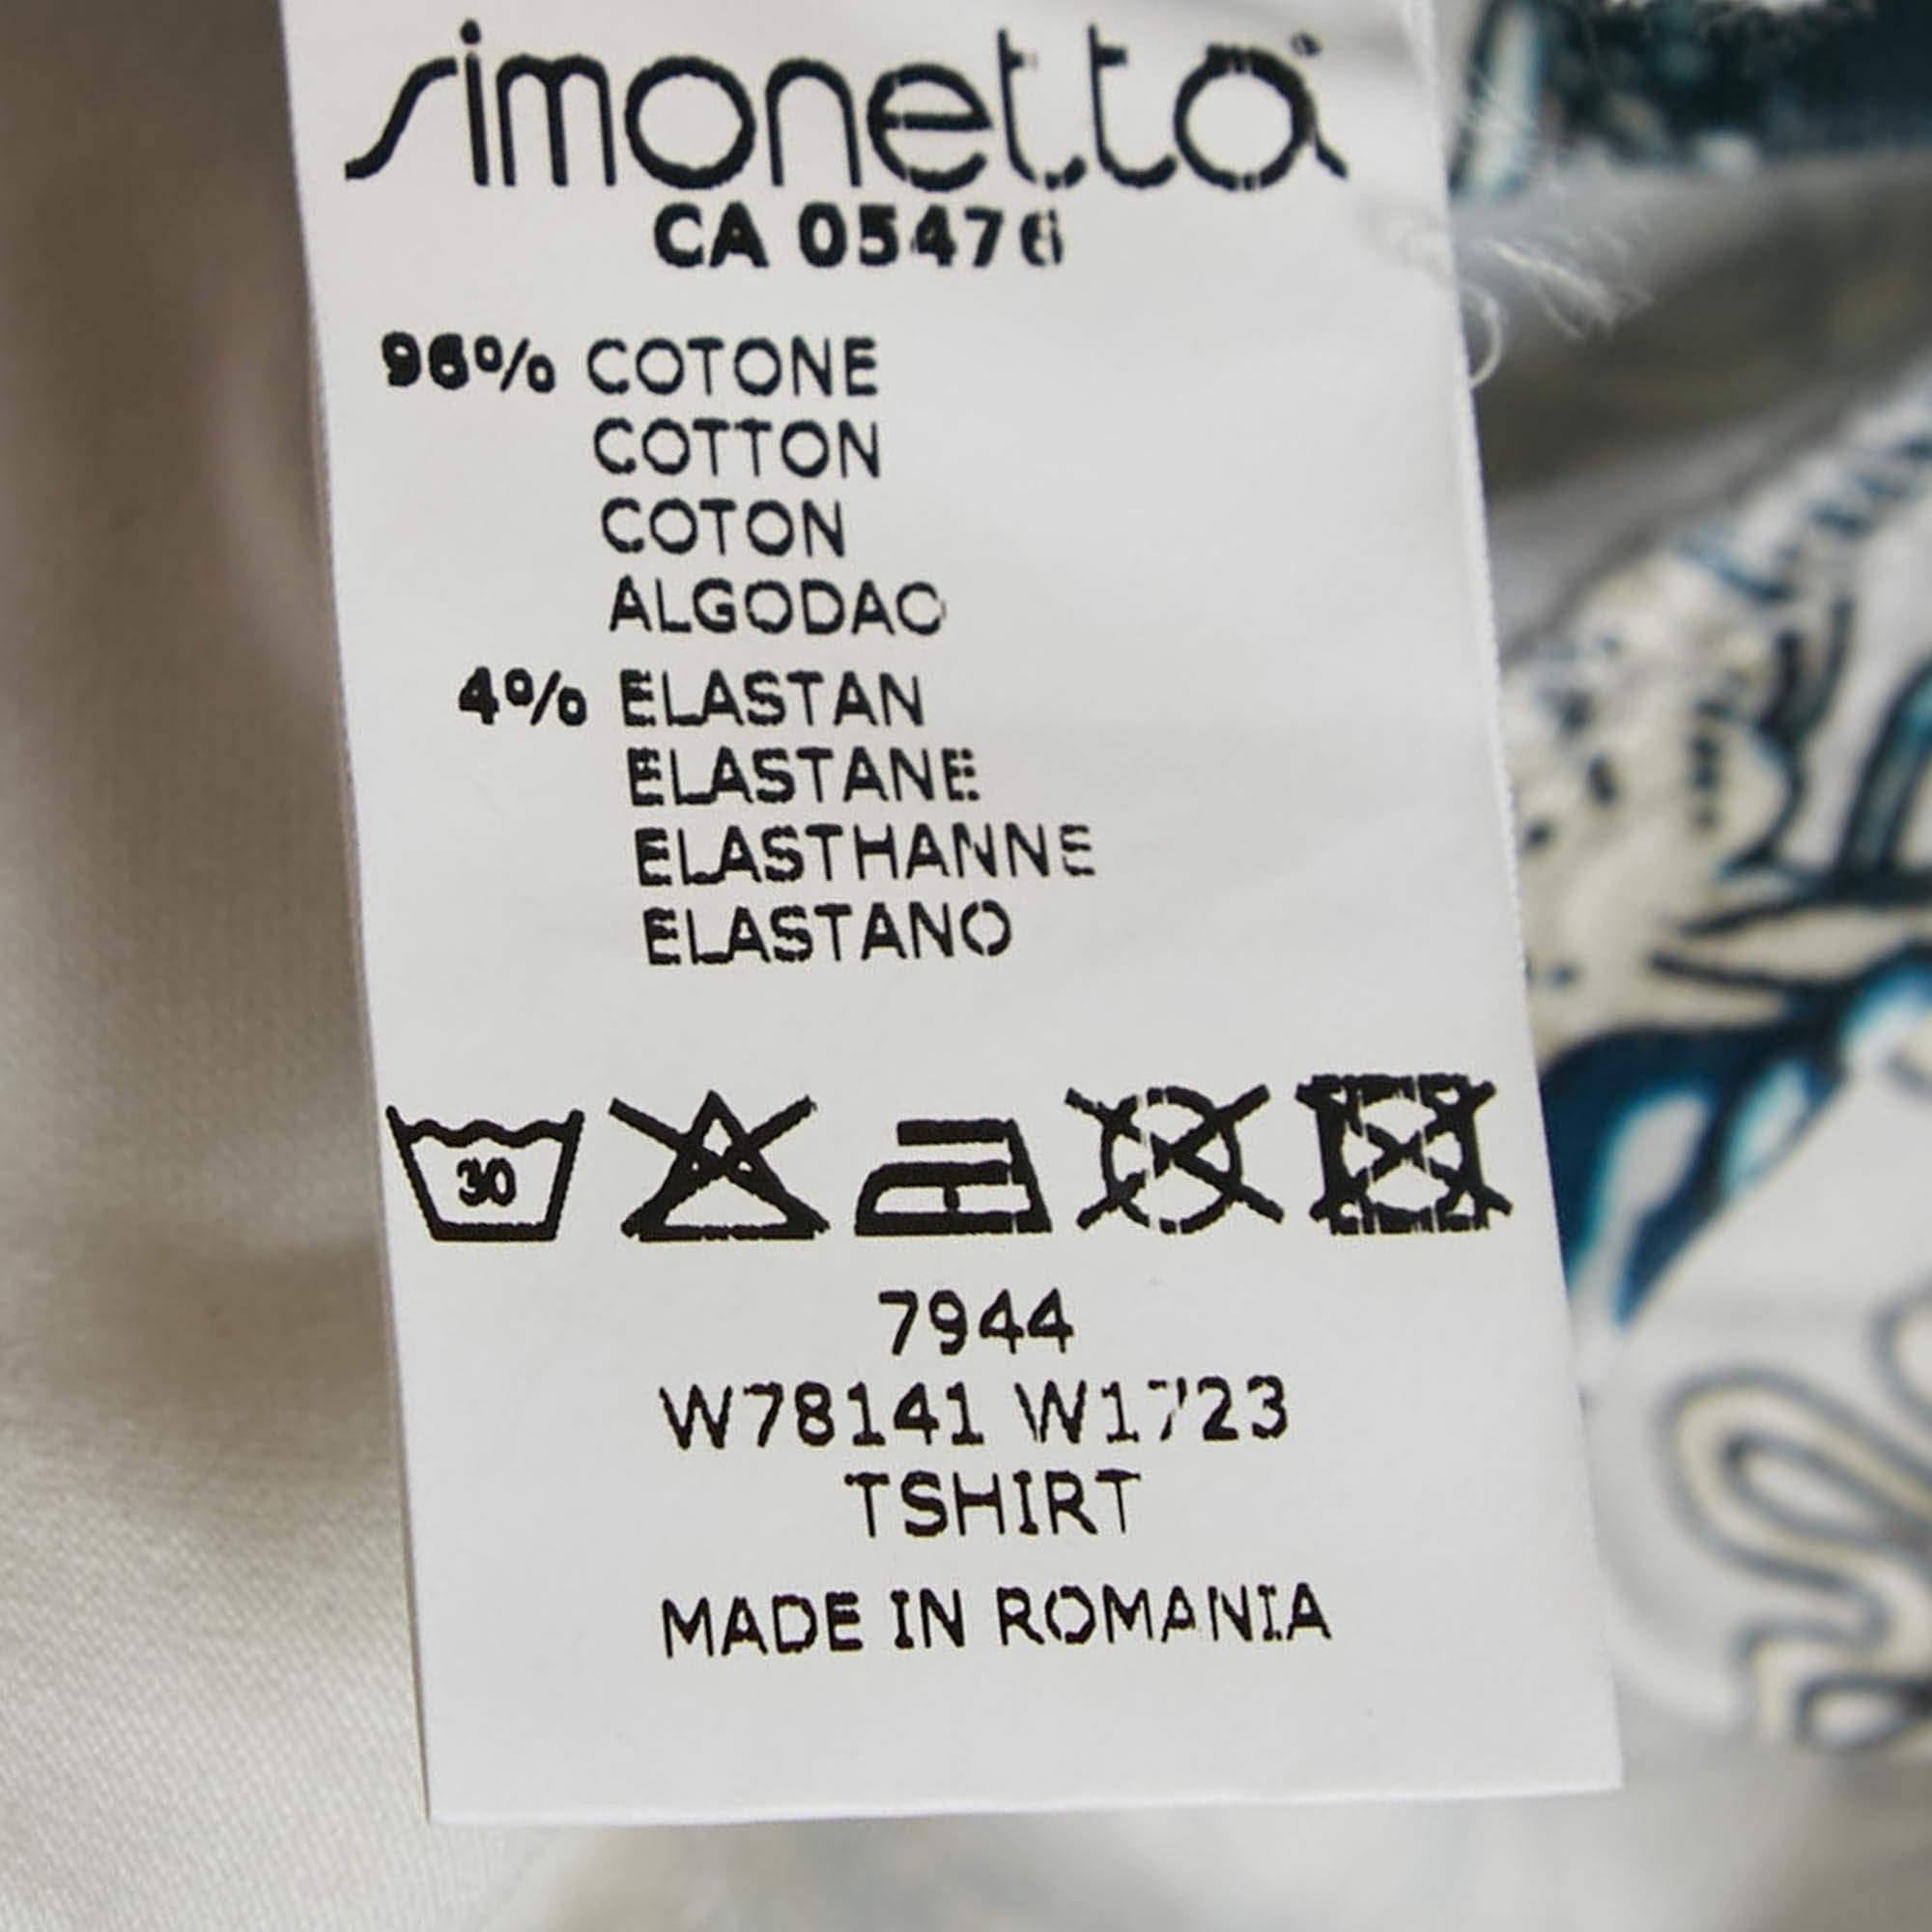 simonetta
CA 05476
96% COTONE
COTTON
COTON
ALGODAO
4% ELASTAN
ELASTANE
ELASTHANNE
ELASTANO
30
7944
W78141 W1723
TSHIRT
MADE IN ROMANIA